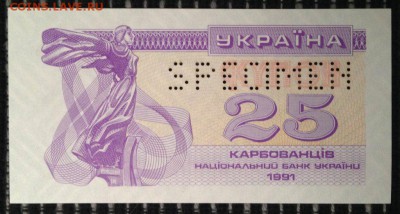 COINS.LAVE.RU
УКРАЇНА
SPECIMEN
25
КАРБОВАНЦІВ
НАЦІОНАЛЬНИЙ БАНК УКРАЇНИ
1991